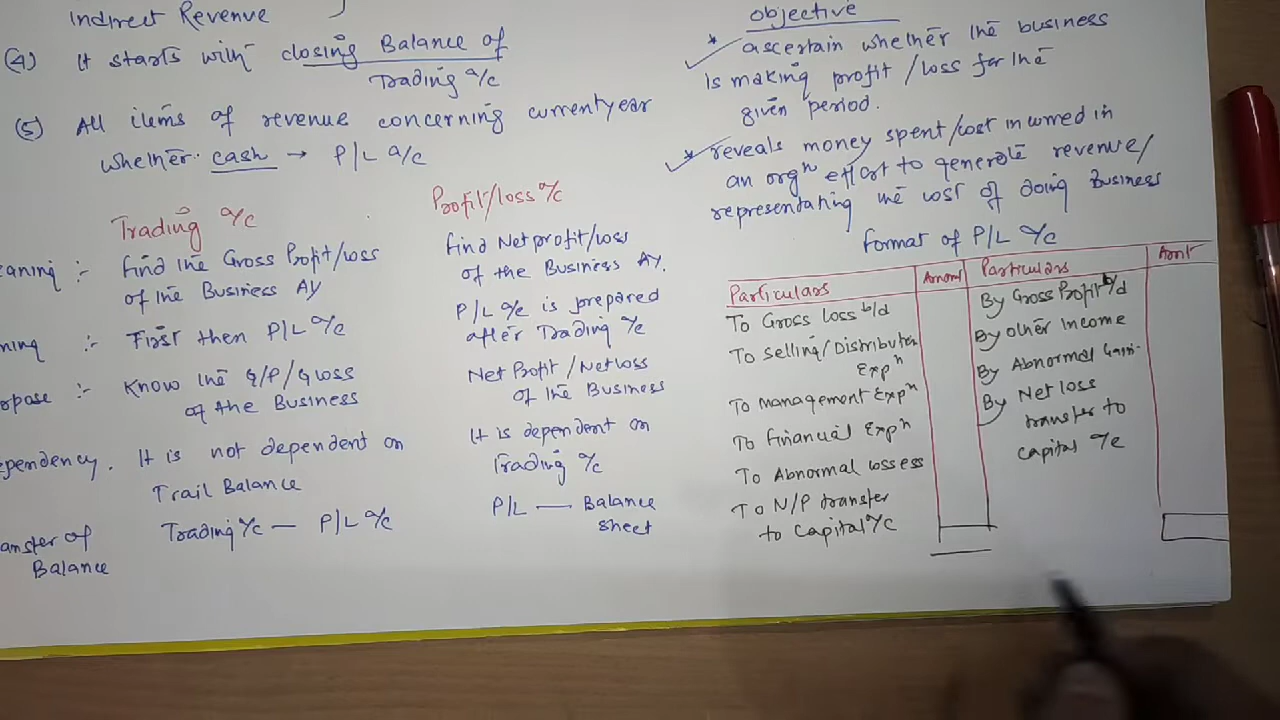 Indirect Revenue
(4) It starts with closing Balance of
Trading a/c
(5) All items of revenue concerning current year
whether cash → P/L a/c
Trading a/c
Profit/loss a/c
eaning :- find the Gross Profit/loss
of the Business AY
find Net profit/loss
of the Business AY.
ming :- First then P/L a/c
P/L a/c is prepared
after Trading a/c
rpose :- Know the G/P/Gloss
of the Business
Net Profit/Netloss
of the Business
ependency. It is not dependent on
Trail Balance
It is dependent on
Trading a/c
ansfer of
Balance
Trading a/c — P/L a/c
P/L — Balance
sheet
objective
* ascertain whether the business
is making profit/loss for the
given period.
* reveals money spent/cost incurred in
an orgn effort to generate revenue/
representating the cost of doing Business
format of P/L a/c
Particulars Amount Particulars Amt
To Gross loss b/d
To selling/Distribution
Expn
To management Expn
To financial Expn
To Abnormal lossess
To N/P transfer
to capital a/c
By Gross Profit b/d
By other income
By Abnormal
By Net loss
transfer to
capital a/c